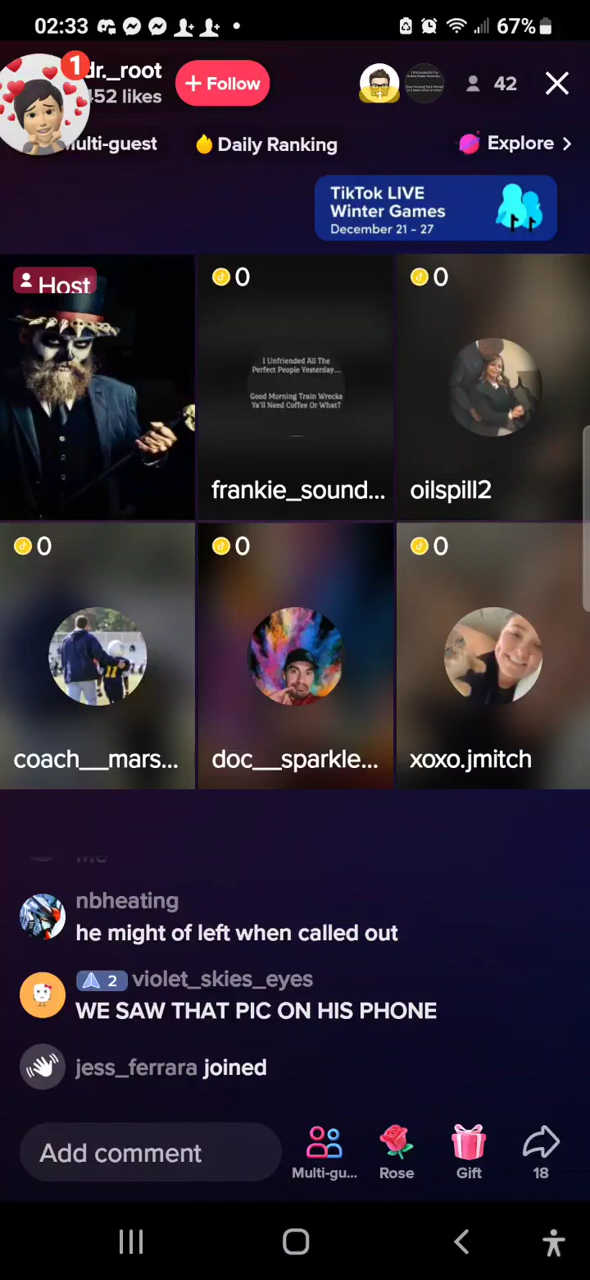 02:33
67%
1
dr._root
452 likes
+ Follow
42
Multi-guest
Daily Ranking
Explore >
TikTok LIVE
Winter Games
December 21 - 27
Host
0
0
I Unfriended All The
Perfect People Yesterday...
Good Morning Train Wrecks
Ya'll Need Coffee Or What?
frankie_sound...
oilspill2
0
0
0
11
coach__mars...
doc__sparkle...
xoxo.jmitch
nbheating
he might of left when called out
2 violet_skies_eyes
WE SAW THAT PIC ON HIS PHONE
jess_ferrara joined
Add comment
Multi-gu...
Rose
Gift
18